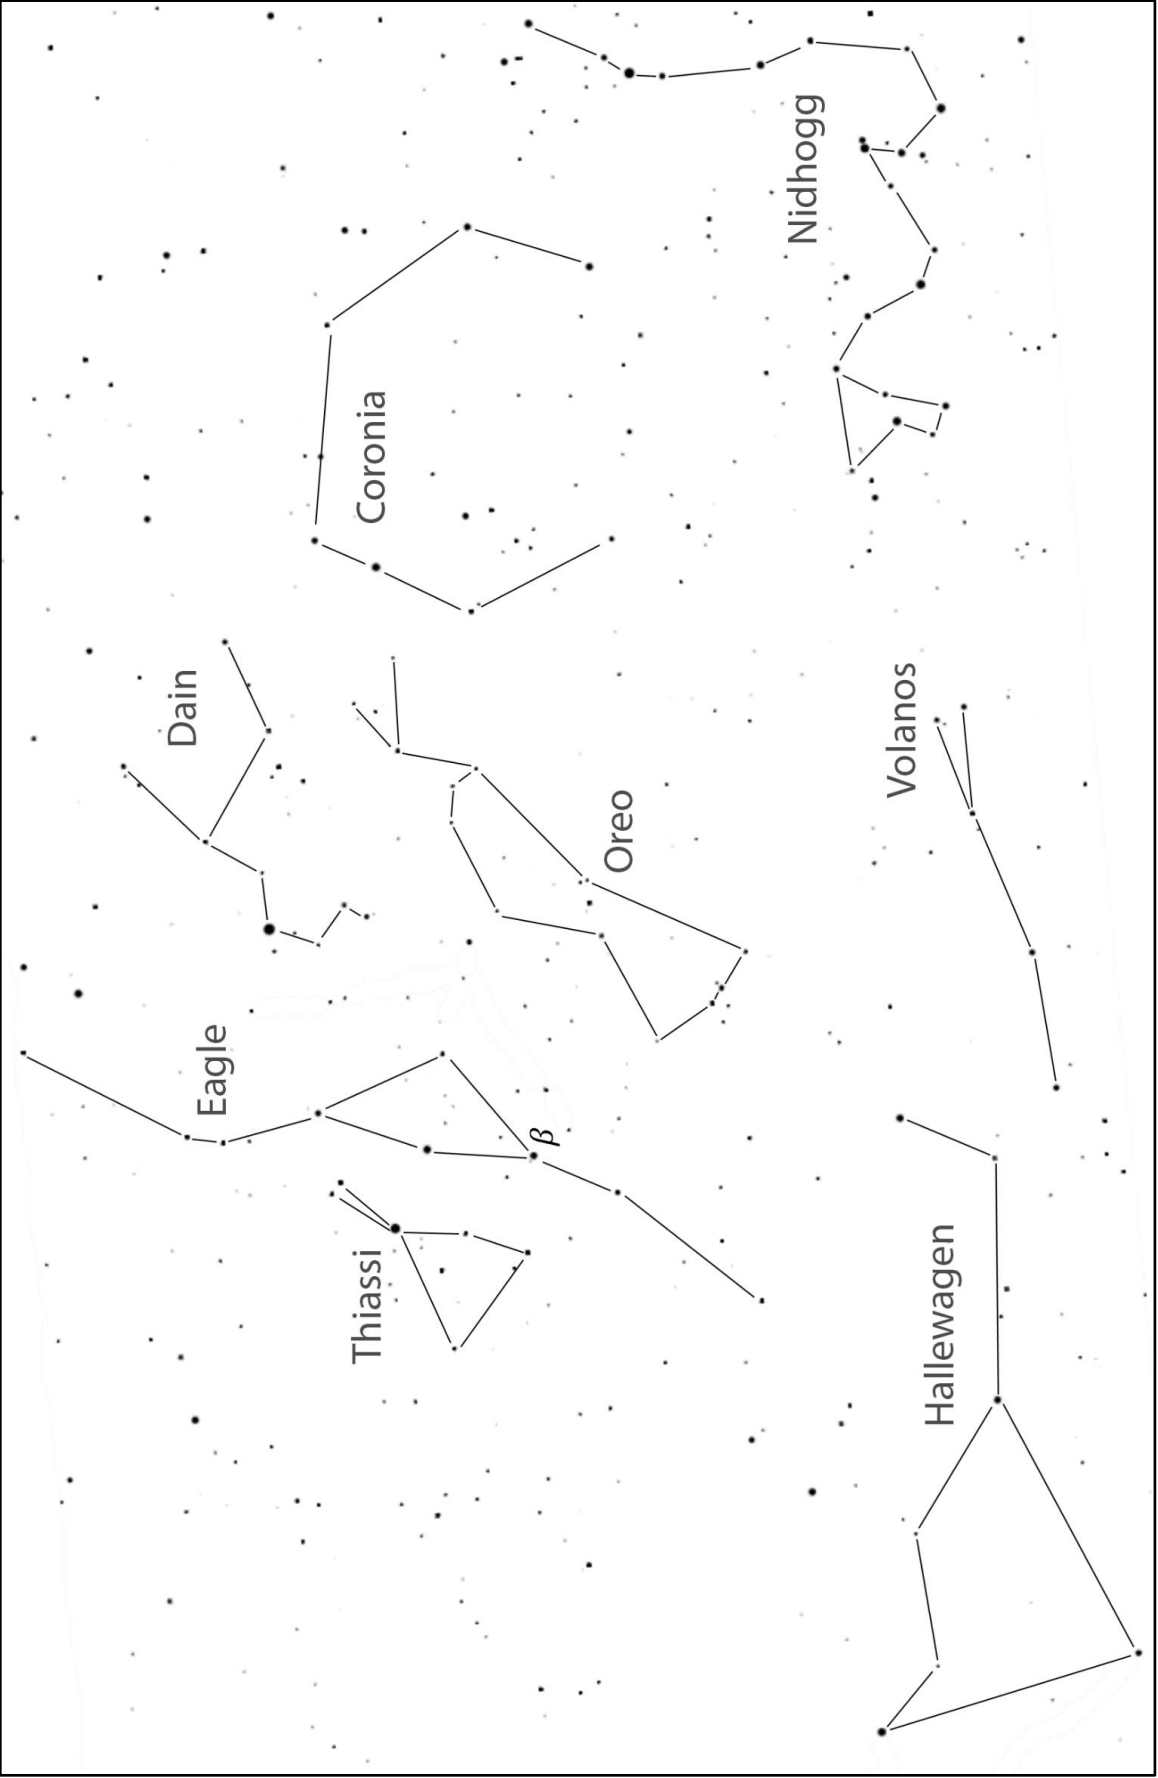 Nidhogg
Coronia
Dain
Volanos
Oreo
Eagle
β
Thiassi
Hallewagen